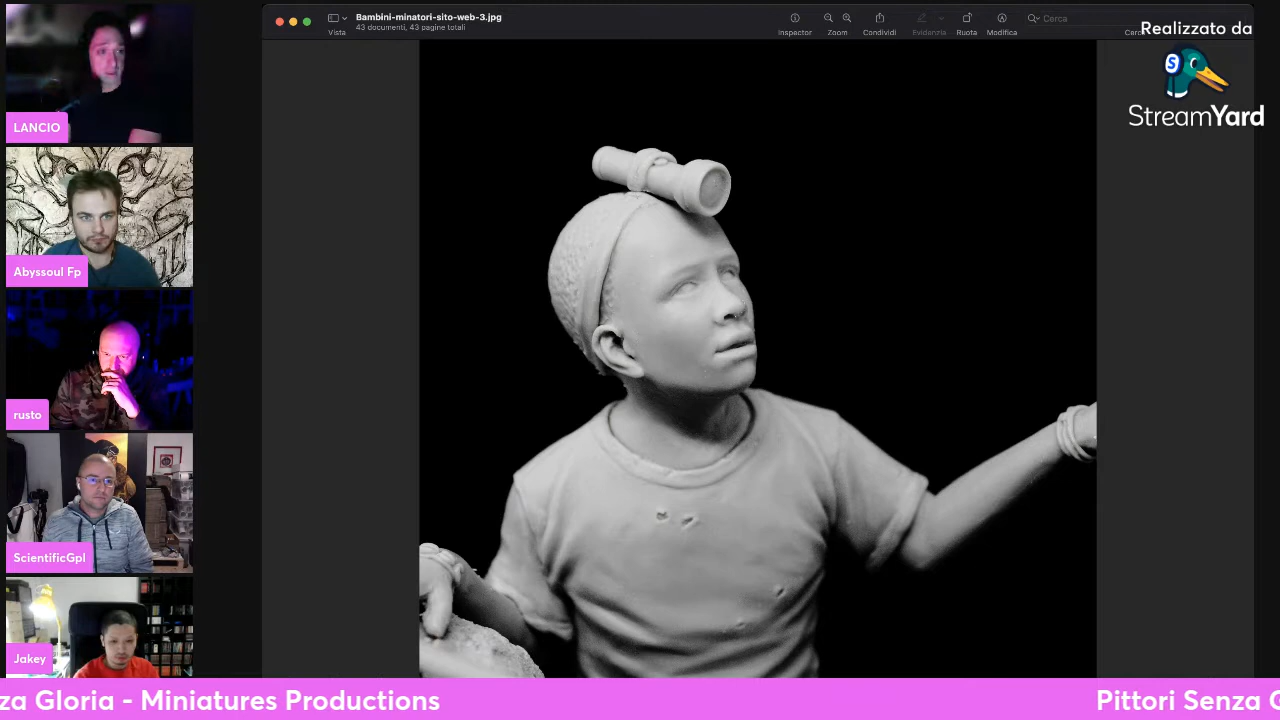 Bambini-minatori-sito-web-3.jpg
43 documenti, 43 pagine totali
Vista
Inspector
Zoom
Condividi
Evidenzia
Ruota
Modifica
Cerca
Realizzato da
StreamYard
LANCIO
Abyssoul Fp
rusto
ScientificGpl
Jakey
za Gloria - Miniatures Productions
Pittori Senza G